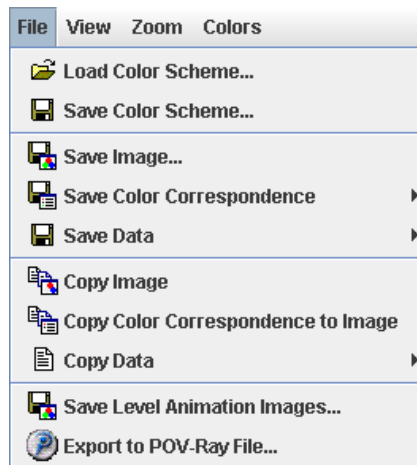 File View Zoom Colors
Load Color Scheme...
Save Color Scheme...
Save Image...
Save Color Correspondence
Save Data
Copy Image
Copy Color Correspondence to Image
Copy Data
Save Level Animation Images...
Export to POV-Ray File...